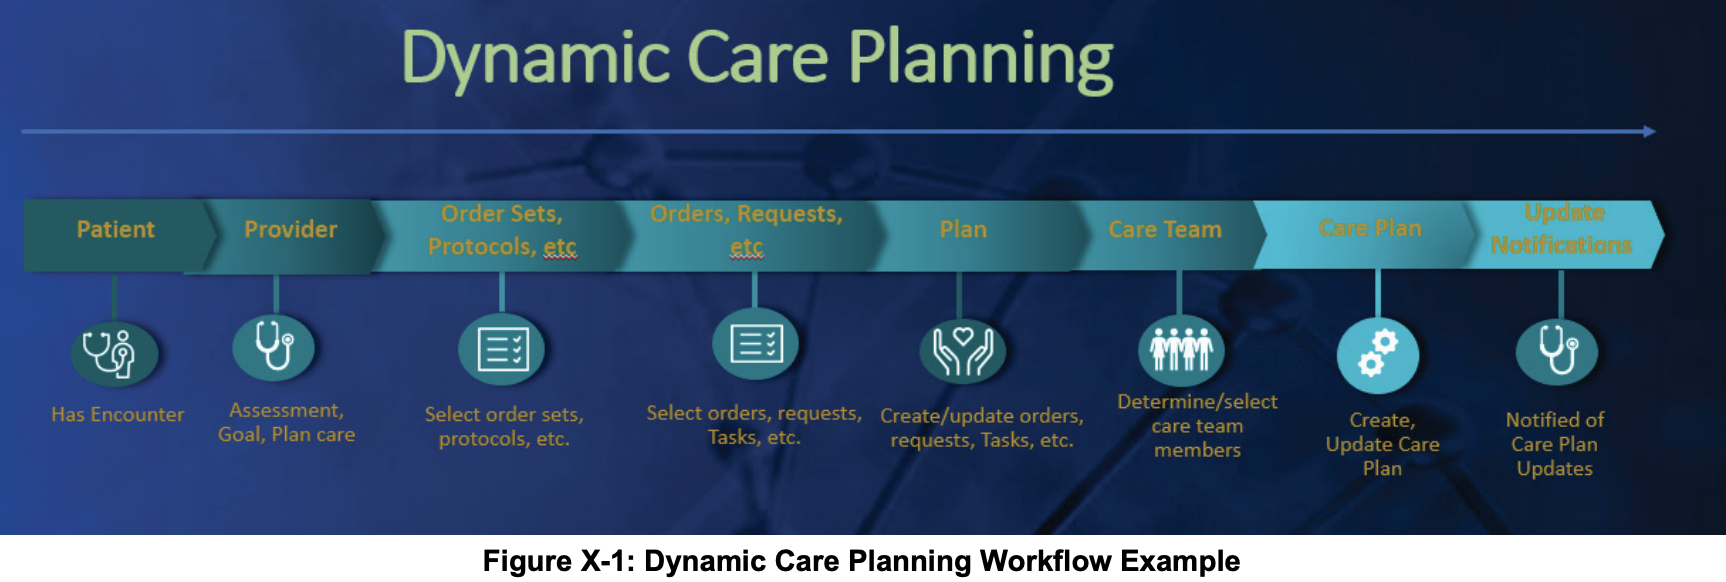 Dynamic Care Planning
Patient
Provider
Order Sets,
Protocols, etc
Orders, Requests,
etc
Plan
Care Team
Care Plan
Update
Notifications
Has Encounter
Assessment,
Goal, Plan care
Select order sets,
protocols, etc.
Select orders, requests,
Tasks, etc.
Create/update orders,
requests, Tasks, etc.
Determine/select
care team
members
Create,
Update Care
Plan
Notified of
Care Plan
Updates
Figure X-1: Dynamic Care Planning Workflow Example